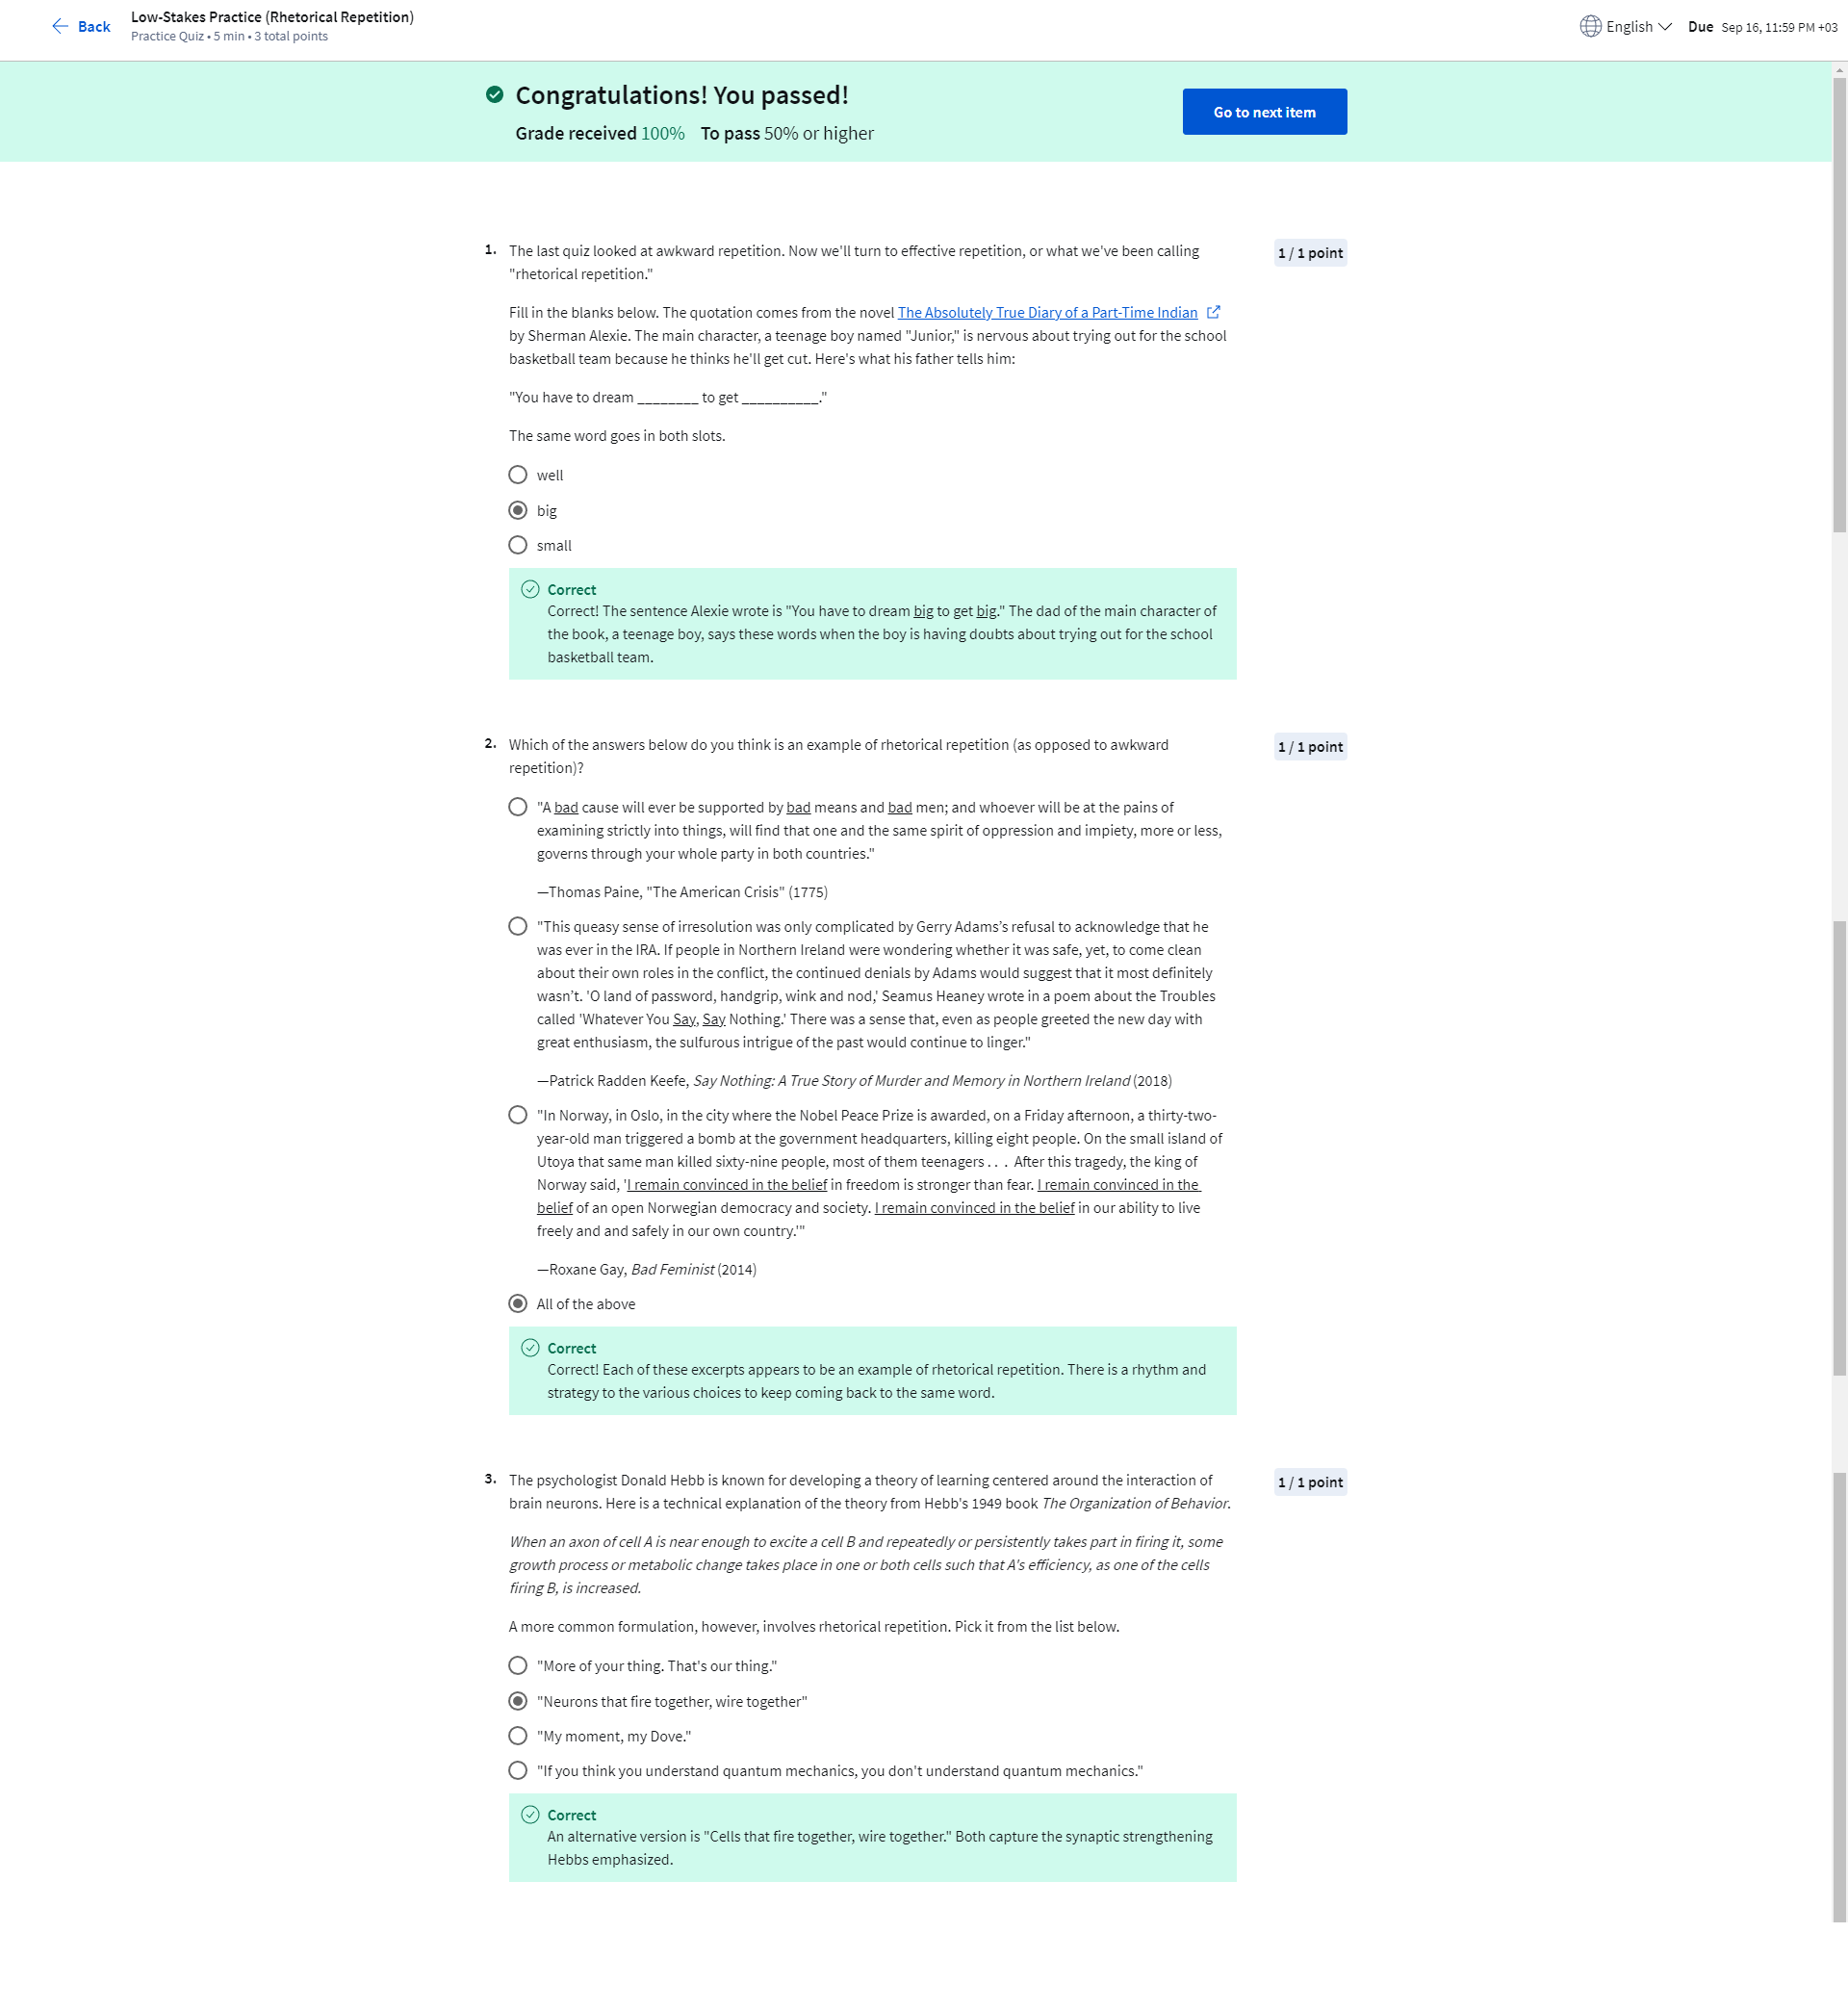 Back
Low-Stakes Practice (Rhetorical Repetition)
Practice Quiz • 5 min • 3 total points
English
Due Sep 16, 11:59 PM +03
Congratulations! You passed!
Grade received 100% To pass 50% or higher
Go to next item
1. The last quiz looked at awkward repetition. Now we'll turn to effective repetition, or what we've been calling
"rhetorical repetition."
1 / 1 point
Fill in the blanks below. The quotation comes from the novel The Absolutely True Diary of a Part-Time Indian
by Sherman Alexie. The main character, a teenage boy named "Junior," is nervous about trying out for the school
basketball team because he thinks he'll get cut. Here's what his father tells him:
"You have to dream ________ to get __________."
The same word goes in both slots.
well
big
small
Correct
Correct! The sentence Alexie wrote is "You have to dream big to get big." The dad of the main character of
the book, a teenage boy, says these words when the boy is having doubts about trying out for the school
basketball team.
2. Which of the answers below do you think is an example of rhetorical repetition (as opposed to awkward
repetition)?
1 / 1 point
"A bad cause will ever be supported by bad means and bad men; and whoever will be at the pains of
examining strictly into things, will find that one and the same spirit of oppression and impiety, more or less,
governs through your whole party in both countries."
—Thomas Paine, "The American Crisis" (1775)
"This queasy sense of irresolution was only complicated by Gerry Adams’s refusal to acknowledge that he
was ever in the IRA. If people in Northern Ireland were wondering whether it was safe, yet, to come clean
about their own roles in the conflict, the continued denials by Adams would suggest that it most definitely
wasn’t. 'O land of password, handgrip, wink and nod,' Seamus Heaney wrote in a poem about the Troubles
called 'Whatever You Say, Say Nothing.' There was a sense that, even as people greeted the new day with
great enthusiasm, the sulfurous intrigue of the past would continue to linger."
—Patrick Radden Keefe, Say Nothing: A True Story of Murder and Memory in Northern Ireland (2018)
"In Norway, in Oslo, in the city where the Nobel Peace Prize is awarded, on a Friday afternoon, a thirty-two-
year-old man triggered a bomb at the government headquarters, killing eight people. On the small island of
Utoya that same man killed sixty-nine people, most of them teenagers . . . After this tragedy, the king of
Norway said, 'I remain convinced in the belief in freedom is stronger than fear. I remain convinced in the
belief of an open Norwegian democracy and society. I remain convinced in the belief in our ability to live
freely and and safely in our own country.'"
—Roxane Gay, Bad Feminist (2014)
All of the above
Correct
Correct! Each of these excerpts appears to be an example of rhetorical repetition. There is a rhythm and
strategy to the various choices to keep coming back to the same word.
3. The psychologist Donald Hebb is known for developing a theory of learning centered around the interaction of
brain neurons. Here is a technical explanation of the theory from Hebb's 1949 book The Organization of Behavior.
1 / 1 point
When an axon of cell A is near enough to excite a cell B and repeatedly or persistently takes part in firing it, some
growth process or metabolic change takes place in one or both cells such that A's efficiency, as one of the cells
firing B, is increased.
A more common formulation, however, involves rhetorical repetition. Pick it from the list below.
"More of your thing. That's our thing."
"Neurons that fire together, wire together"
"My moment, my Dove."
"If you think you understand quantum mechanics, you don't understand quantum mechanics."
Correct
An alternative version is "Cells that fire together, wire together." Both capture the synaptic strengthening
Hebbs emphasized.